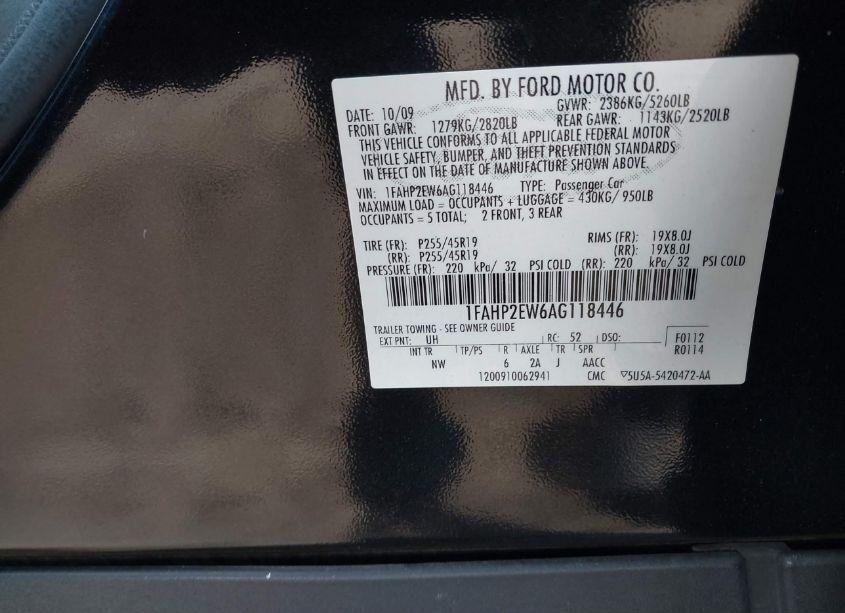 MFD. BY FORD MOTOR CO.
DATE: 10/09 GVWR: 2386KG/5260LB
FRONT GAWR: 1279KG/2820LB REAR GAWR: 1143KG/2520LB
THIS VEHICLE CONFORMS TO ALL APPLICABLE FEDERAL MOTOR
VEHICLE SAFETY, BUMPER, AND THEFT PREVENTION STANDARDS
IN EFFECT ON THE DATE OF MANUFACTURE SHOWN ABOVE.
VIN: 1FAHP2EW6AG118446 TYPE: Passenger Car
MAXIMUM LOAD = OCCUPANTS + LUGGAGE = 430KG/950LB
OCCUPANTS = 5 TOTAL; 2 FRONT, 3 REAR
TIRE (FR): P255/45R19 RIMS (FR): 19X8.0J
(RR): P255/45R19 (RR): 19X8.0J
PRESSURE (FR): 220 kPa/ 32 PSI COLD (RR): 220 kPa/ 32 PSI COLD
1FAHP2EW6AG118446
TRAILER TOWING - SEE OWNER GUIDE
EXT PNT: UH RC: 52 DSO: F0112
INT TR TP/PS R AXLE TR SPR R0114
NW 6 2A J AACC
1200910062941 CMC ▽5U5A-5420472-AA